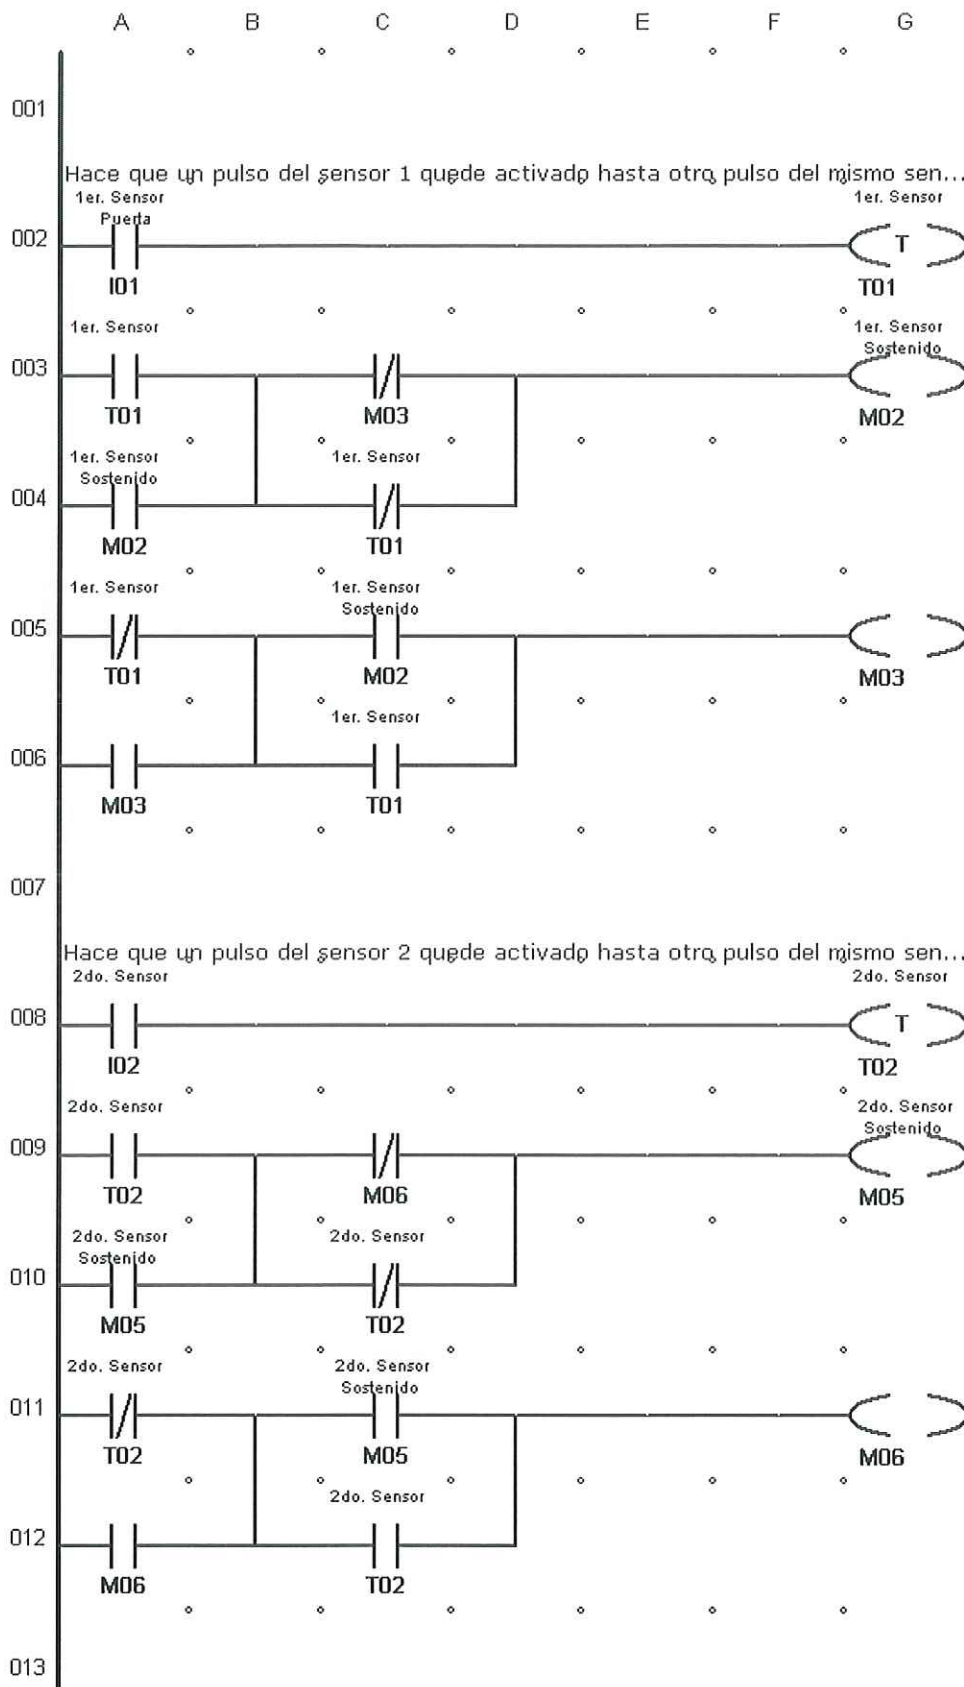 A B C D E F G
001
Hace que un pulso del sensor 1 quede activado hasta otro pulso del mismo sen...
1er. Sensor
Puerta
1er. Sensor
002
T
I01
T01
1er. Sensor
1er. Sensor
Sostenido
003
T01
M03
M02
1er. Sensor
Sostenido
1er. Sensor
004
M02
T01
1er. Sensor
1er. Sensor
Sostenido
005
T01
M02
M03
1er. Sensor
006
M03
T01
007
Hace que un pulso del sensor 2 quede activado hasta otro pulso del mismo sen...
2do. Sensor
2do. Sensor
008
T
I02
T02
2do. Sensor
2do. Sensor
Sostenido
009
T02
M06
M05
2do. Sensor
Sostenido
2do. Sensor
010
M05
T02
2do. Sensor
2do. Sensor
Sostenido
011
T02
M05
M06
2do. Sensor
012
M06
T02
013